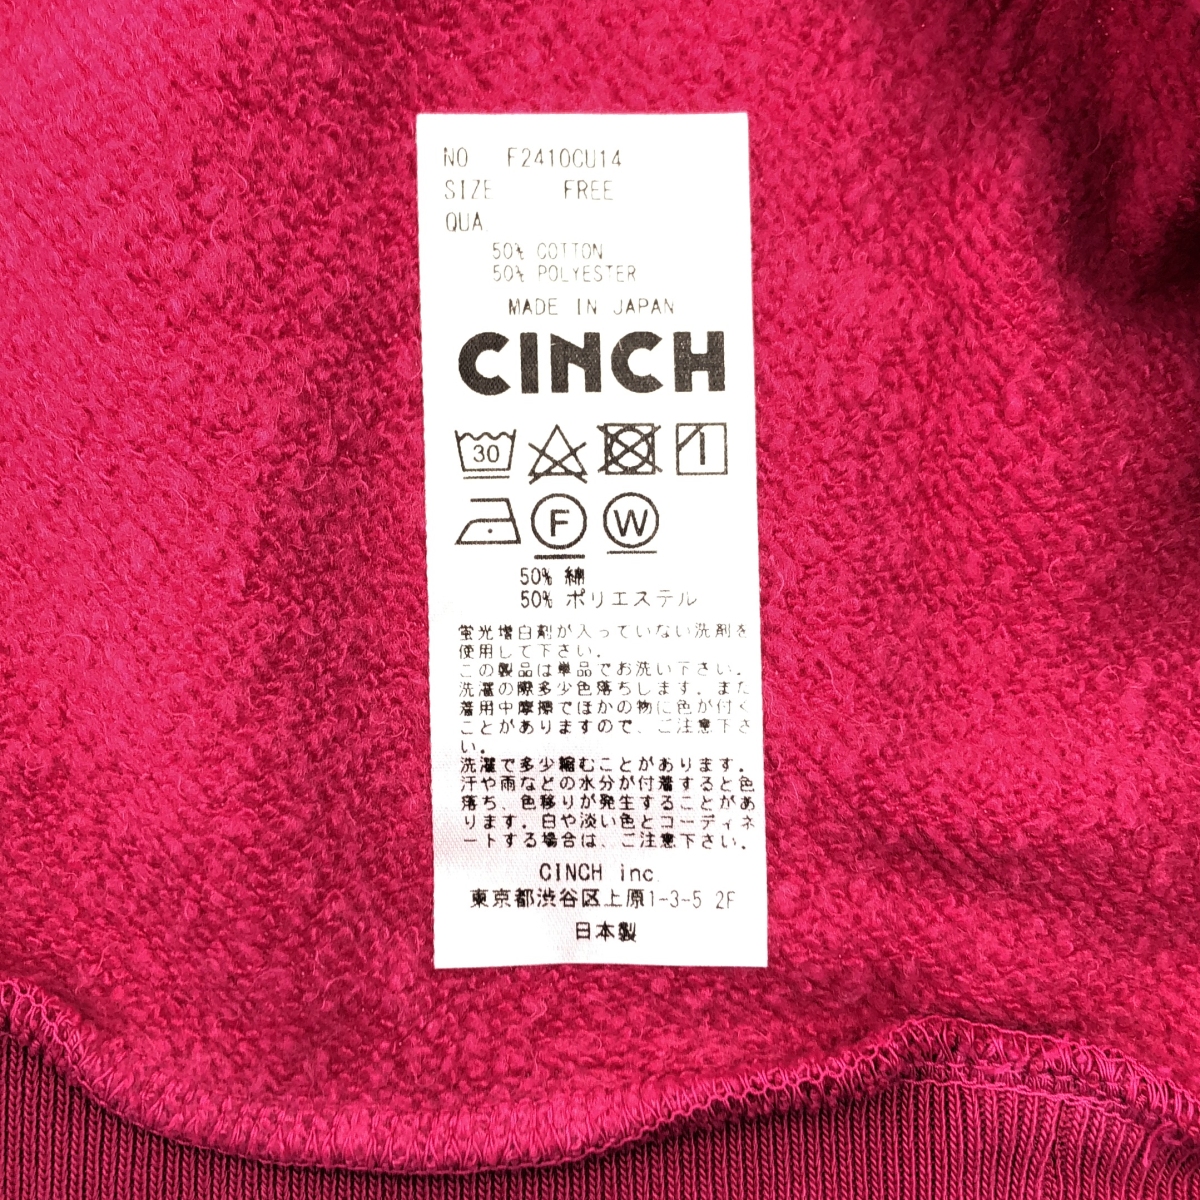 NO F2410CU14
SIZE FREE
QUA
50% COTTON
50% POLYESTER
MADE IN JAPAN
CINCH
30
F W
50% 綿
50% ポリエステル
蛍光増白剤が入っていない洗剤を
使用して下さい.
この製品は単品でお洗い下さい.
洗濯の際多少色落ちします. また
着用中摩擦でほかの物に色が付く
ことがありますので、ご注意下さ
い.
洗濯で多少縮むことがあります.
汗や雨などの水分が付着すると色
落ち、色移りが発生することがあ
ります. 白や淡い色とコーディネ
ートする場合は、ご注意下さい.
CINCH inc.
東京都渋谷区上原1-3-5 2F
日本製